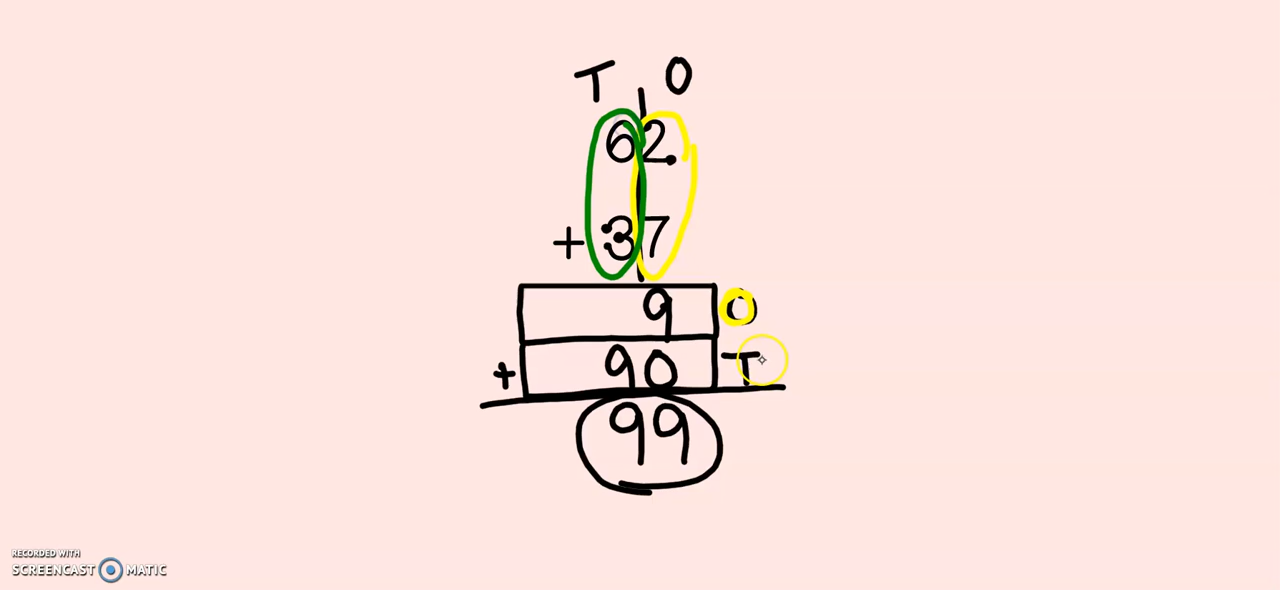 T O
62
+ 37
9 O
+ 90 T
99
RECORDED WITH
SCREENCAST MATIC